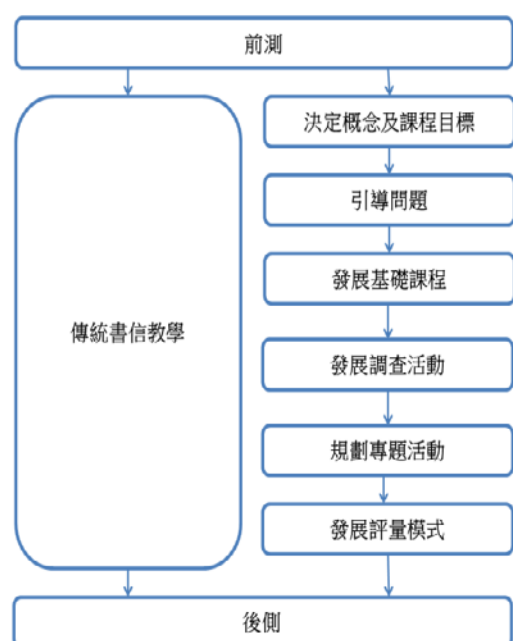 前測
傳統書信教學
決定概念及課程目標
引導問題
發展基礎課程
發展調查活動
規劃專題活動
發展評量模式
後側